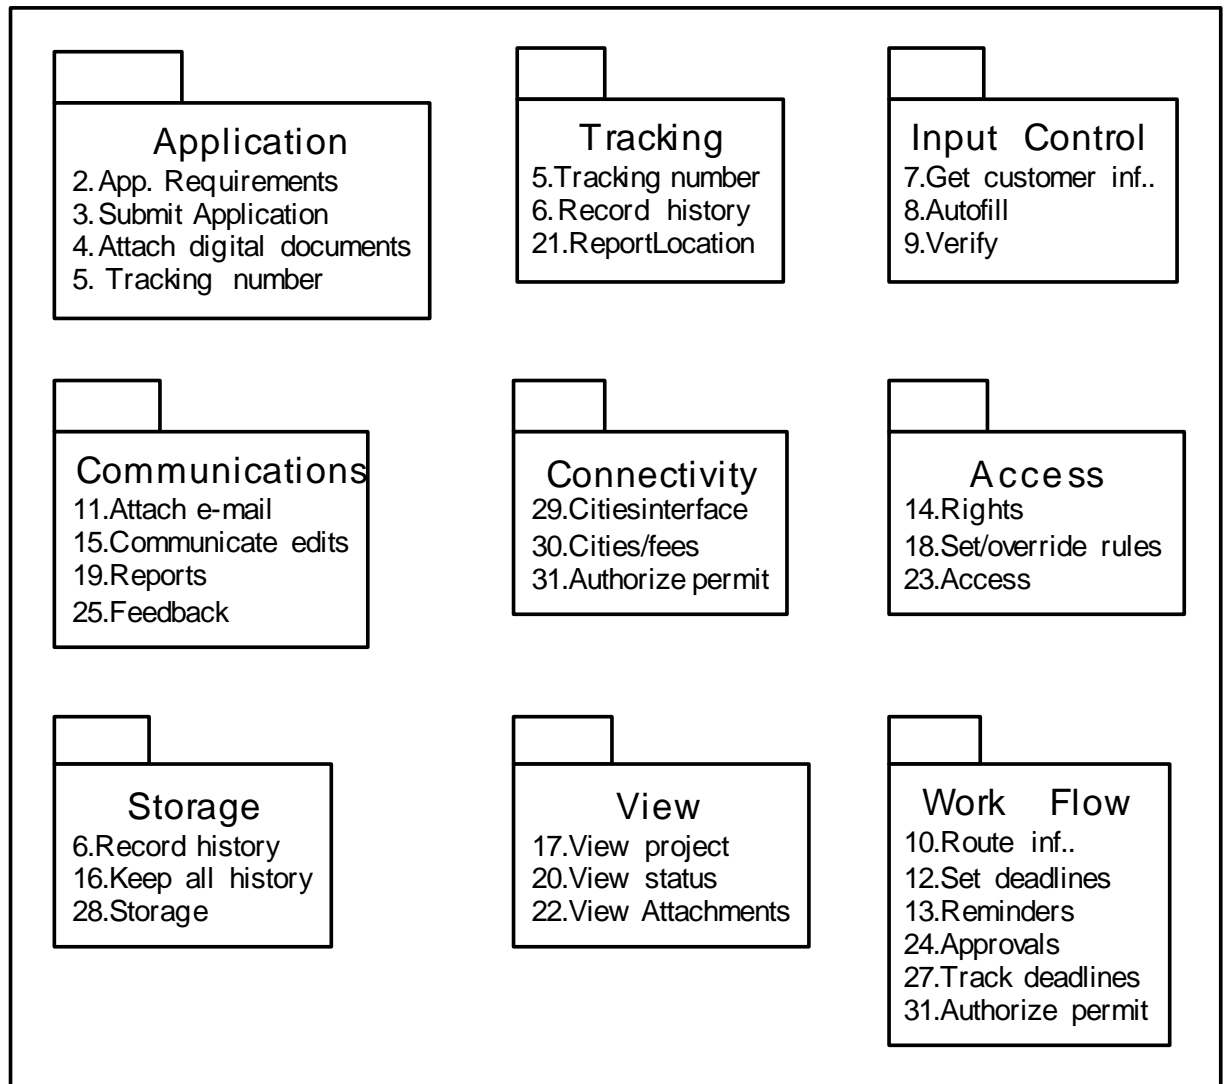 Application
2. App. Requirements
3. Submit Application
4. Attach digital documents
5. Tracking number
Tracking
5.Tracking number
6. Record history
21.ReportLocation
Input Control
7.Get customer inf..
8.Autofill
9.Verify
Communications
11.Attach e-mail
15.Communicate edits
19.Reports
25.Feedback
Connectivity
29.Citiesinterface
30.Cities/fees
31.Authorize permit
Access
14.Rights
18.Set/override rules
23.Access
Storage
6.Record history
16.Keep all history
28.Storage
View
17.View project
20.View status
22.View Attachments
Work Flow
10.Route inf..
12.Set deadlines
13.Reminders
24.Approvals
27.Track deadlines
31.Authorize permit